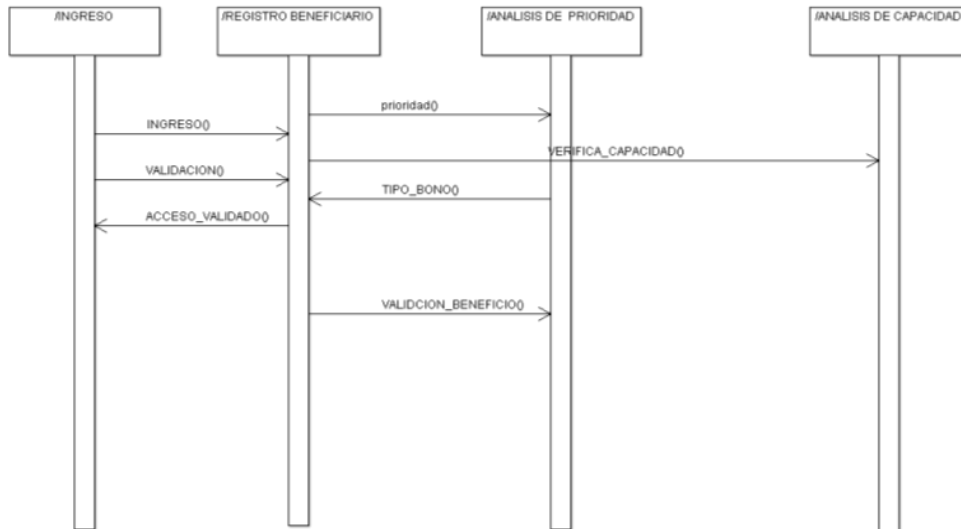 /INGRESO
/REGISTRO BENEFICIARIO
/ANALISIS DE PRIORIDAD
/ANALISIS DE CAPACIDAD
prioridad()
INGRESO()
VERIFICA_CAPACIDAD()
VALIDACION()
TIPO_BONO()
ACCESO_VALIDADO()
VALIDCION_BENEFICIO()